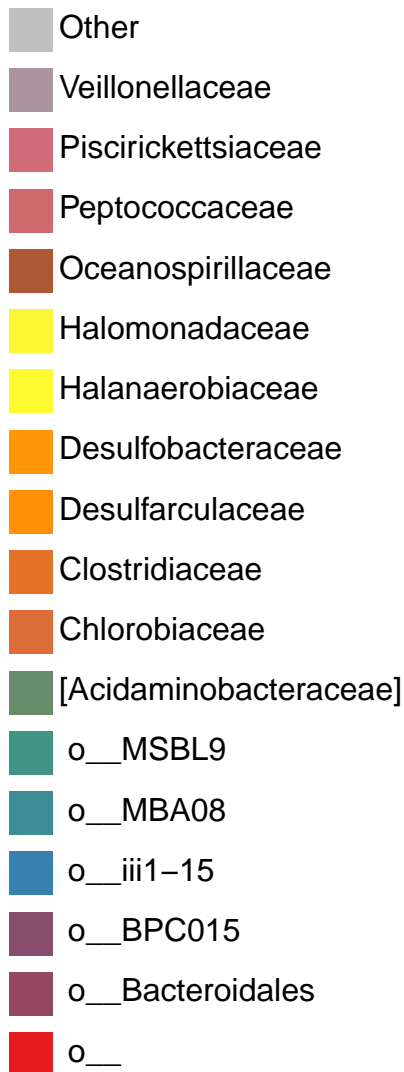 Other
Veillonellaceae
Piscirickettsiaceae
Peptococcaceae
Oceanospirillaceae
Halomonadaceae
Halanaerobiaceae
Desulfobacteraceae
Desulfarculaceae
Clostridiaceae
Chlorobiaceae
[Acidaminobacteraceae]
o__MSBL9
o__MBA08
o__iii1−15
o__BPC015
o__Bacteroidales
o__